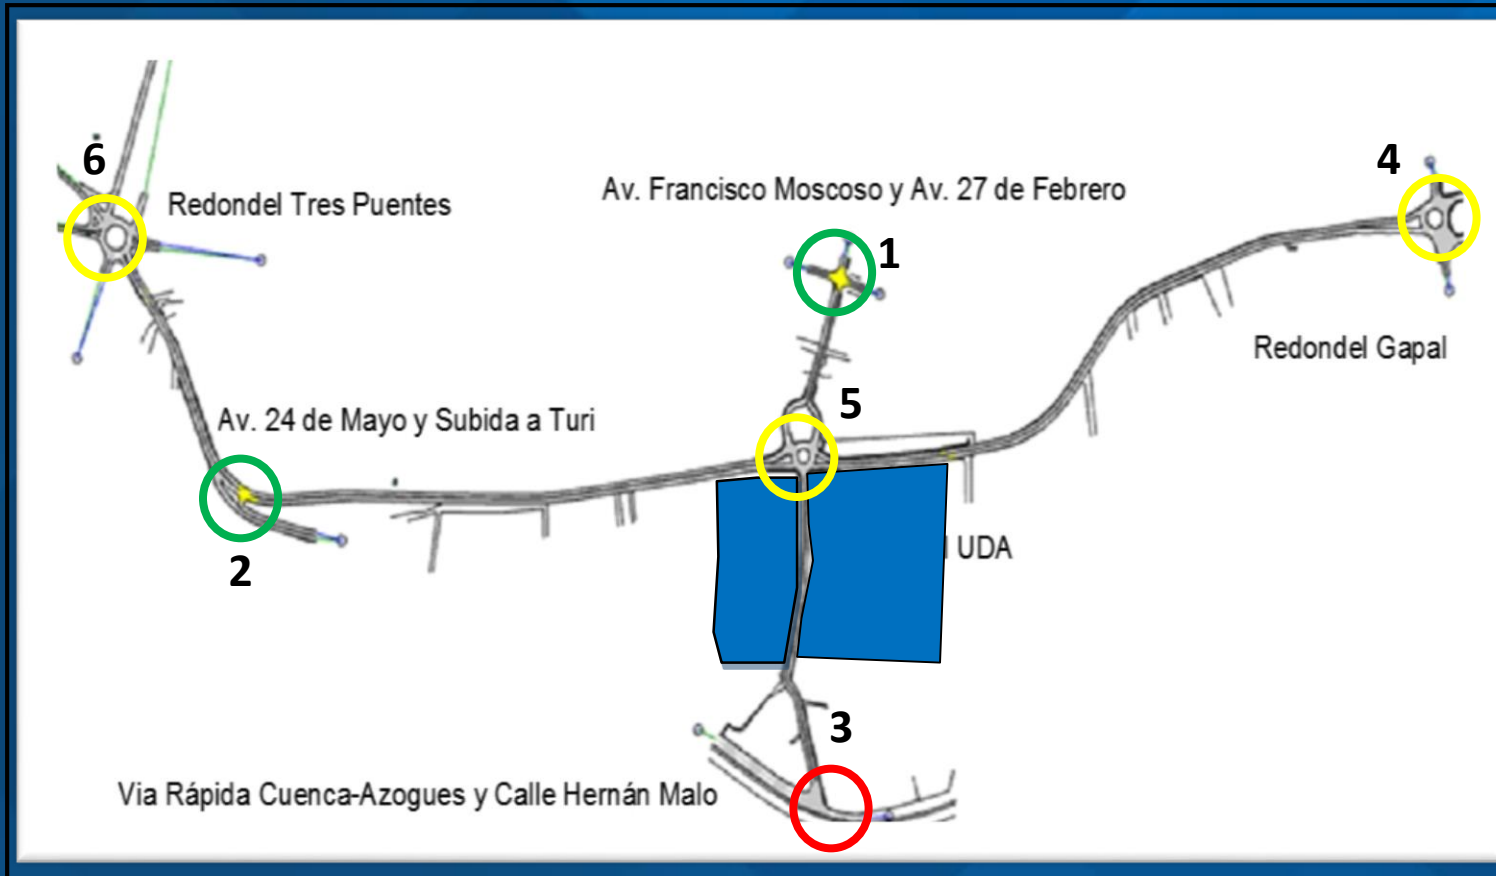 6
4
Redondel Tres Puentes
Av. Francisco Moscoso y Av. 27 de Febrero
1
Redondel Gapal
5
Av. 24 de Mayo y Subida a Turi
2
UDA
3
Via Rápida Cuenca-Azogues y Calle Hernán Malo